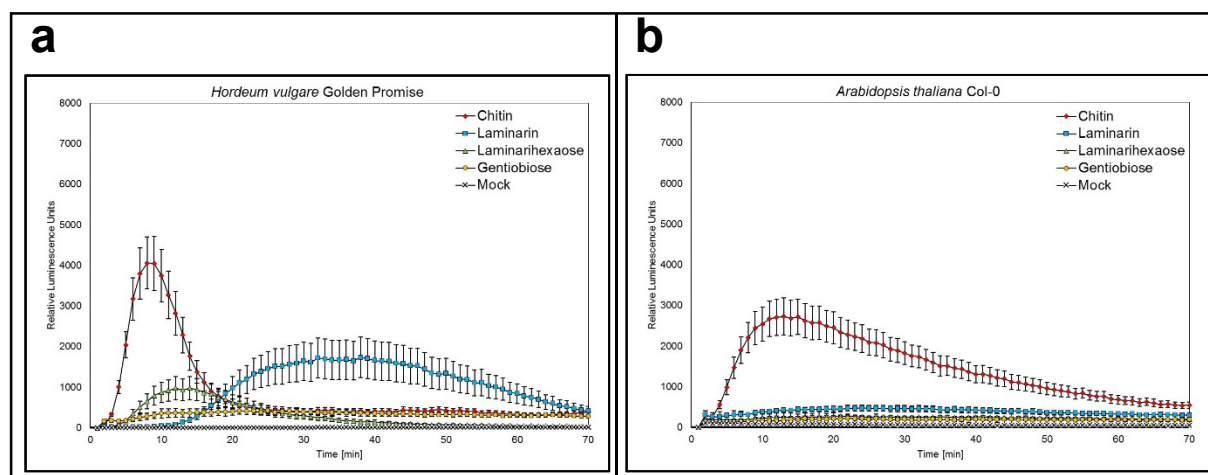 a
Hordeum vulgare Golden Promise
8000
7000
6000
5000
4000
3000
2000
1000
0
Relative Luminescence Units
Chitin
Laminarin
Laminarihexaose
Gentiobiose
Mock
0 10 20 30 40 50 60 70
Time [min]
b
Arabidopsis thaliana Col-0
8000
7000
6000
5000
4000
3000
2000
1000
0
Relative Luminescence Units
Chitin
Laminarin
Laminarihexaose
Gentiobiose
Mock
0 10 20 30 40 50 60 70
Time [min]